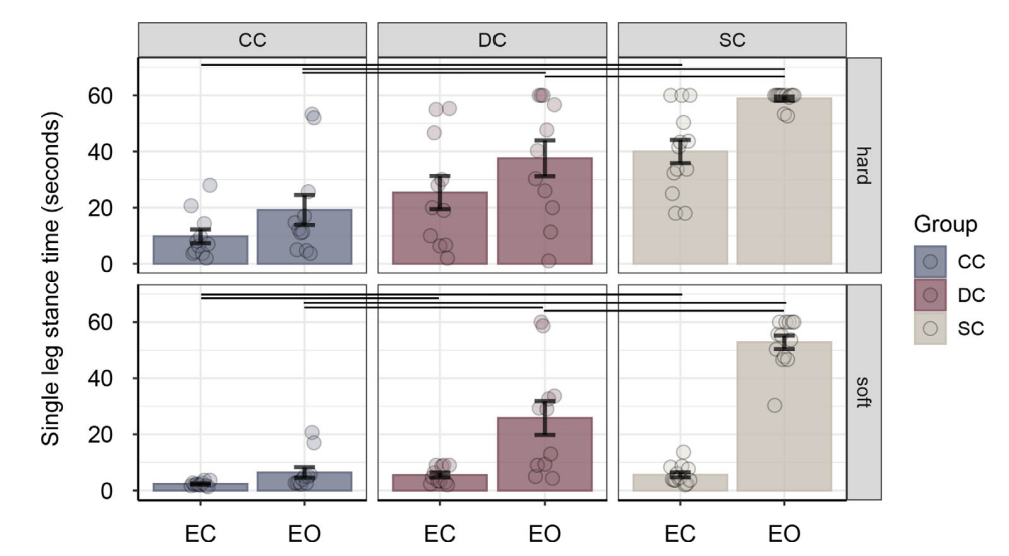 CC DC SC
Single leg stance time (seconds)
60
40
20
0
hard
60
40
20
0
soft
EC EO EC EO EC EO
Group
CC
DC
SC